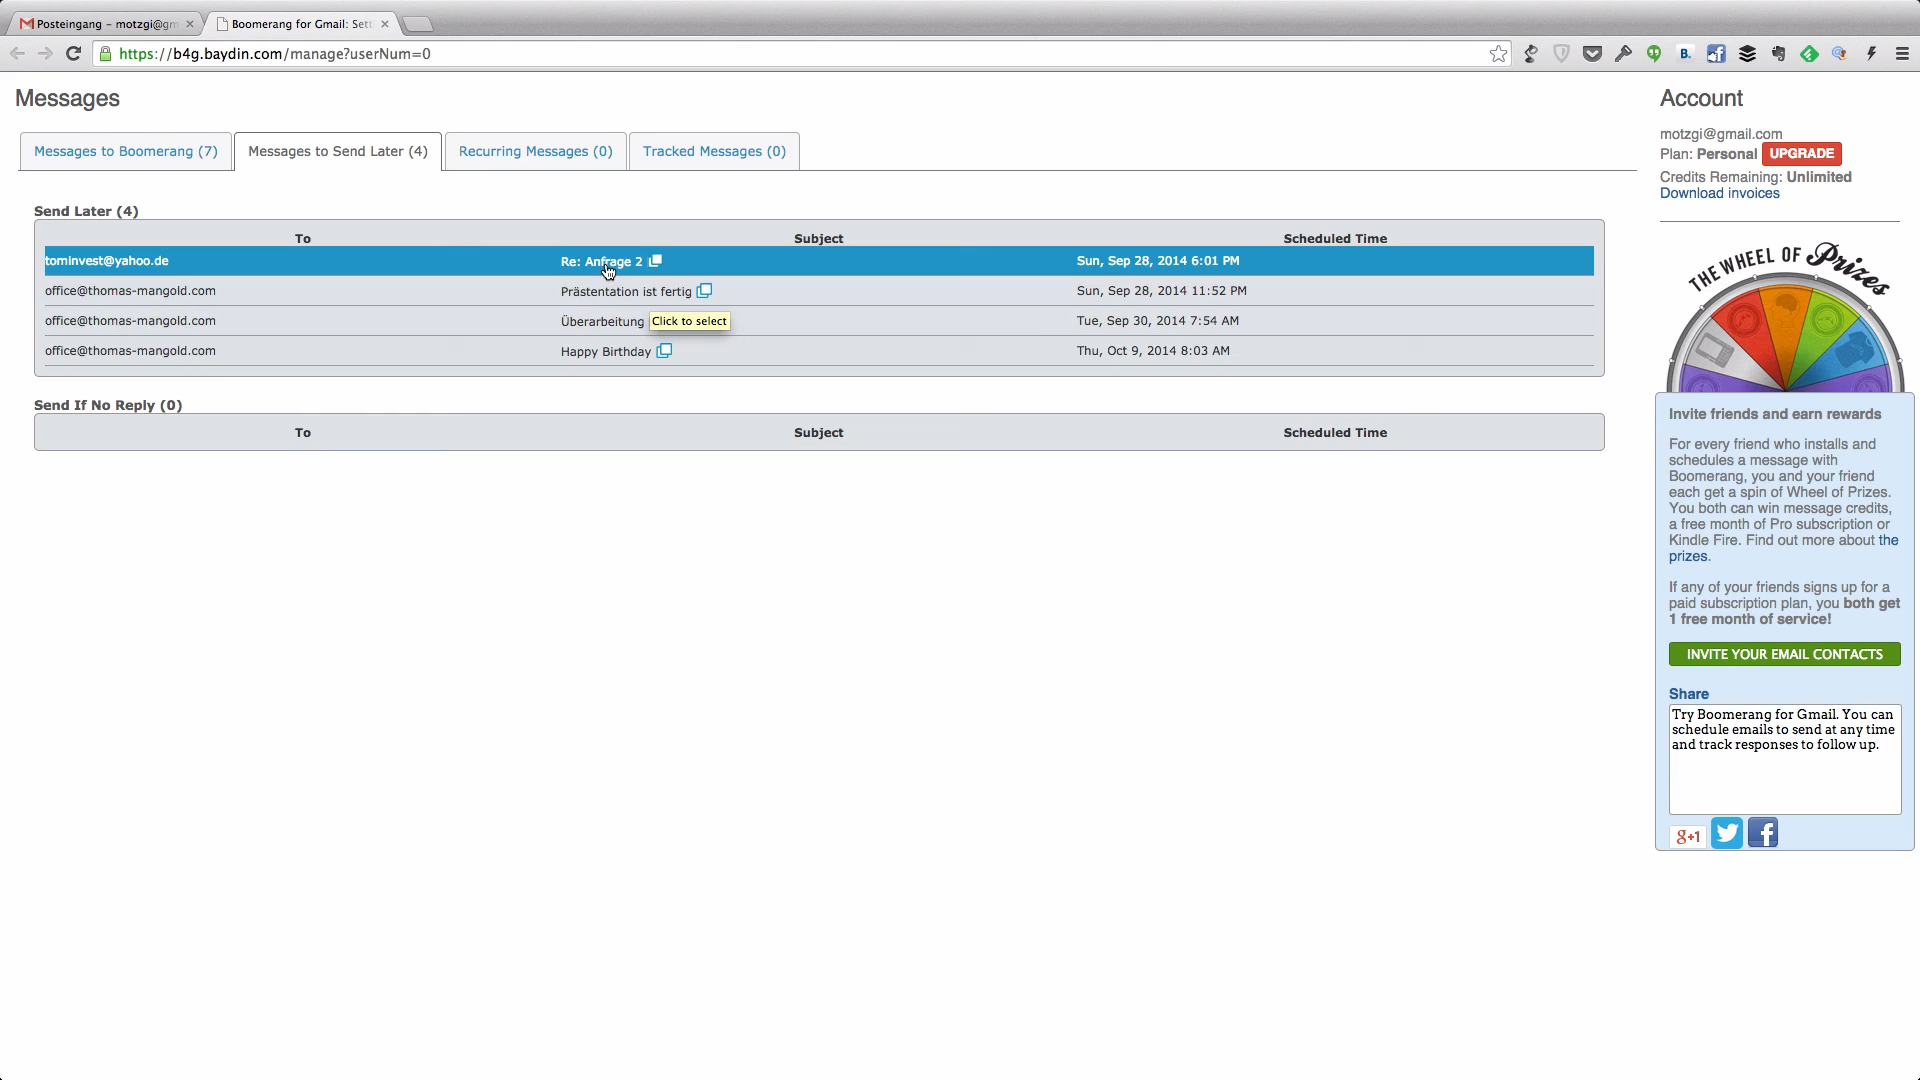 Posteingang – motzgi@gm
Boomerang for Gmail: Sett
https://b4g.baydin.com/manage?userNum=0
Messages
Messages to Boomerang (7)
Messages to Send Later (4)
Recurring Messages (0)
Tracked Messages (0)
Send Later (4)
To Subject Scheduled Time
tominvest@yahoo.de Re: Anfrage 2 Sun, Sep 28, 2014 6:01 PM
office@thomas-mangold.com Prästentation ist fertig Sun, Sep 28, 2014 11:52 PM
office@thomas-mangold.com Überarbeitung Tue, Sep 30, 2014 7:54 AM
Click to select
office@thomas-mangold.com Happy Birthday Thu, Oct 9, 2014 8:03 AM
Send If No Reply (0)
To Subject Scheduled Time
Account
motzgi@gmail.com
Plan: Personal UPGRADE
Credits Remaining: Unlimited
Download invoices
THE WHEEL OF Prizes
Invite friends and earn rewards
For every friend who installs and
schedules a message with
Boomerang, you and your friend
each get a spin of Wheel of Prizes.
You both can win message credits,
a free month of Pro subscription or
Kindle Fire. Find out more about the
prizes.
If any of your friends signs up for a
paid subscription plan, you both get
1 free month of service!
INVITE YOUR EMAIL CONTACTS
Share
Try Boomerang for Gmail. You can
schedule emails to send at any time
and track responses to follow up.
g+1